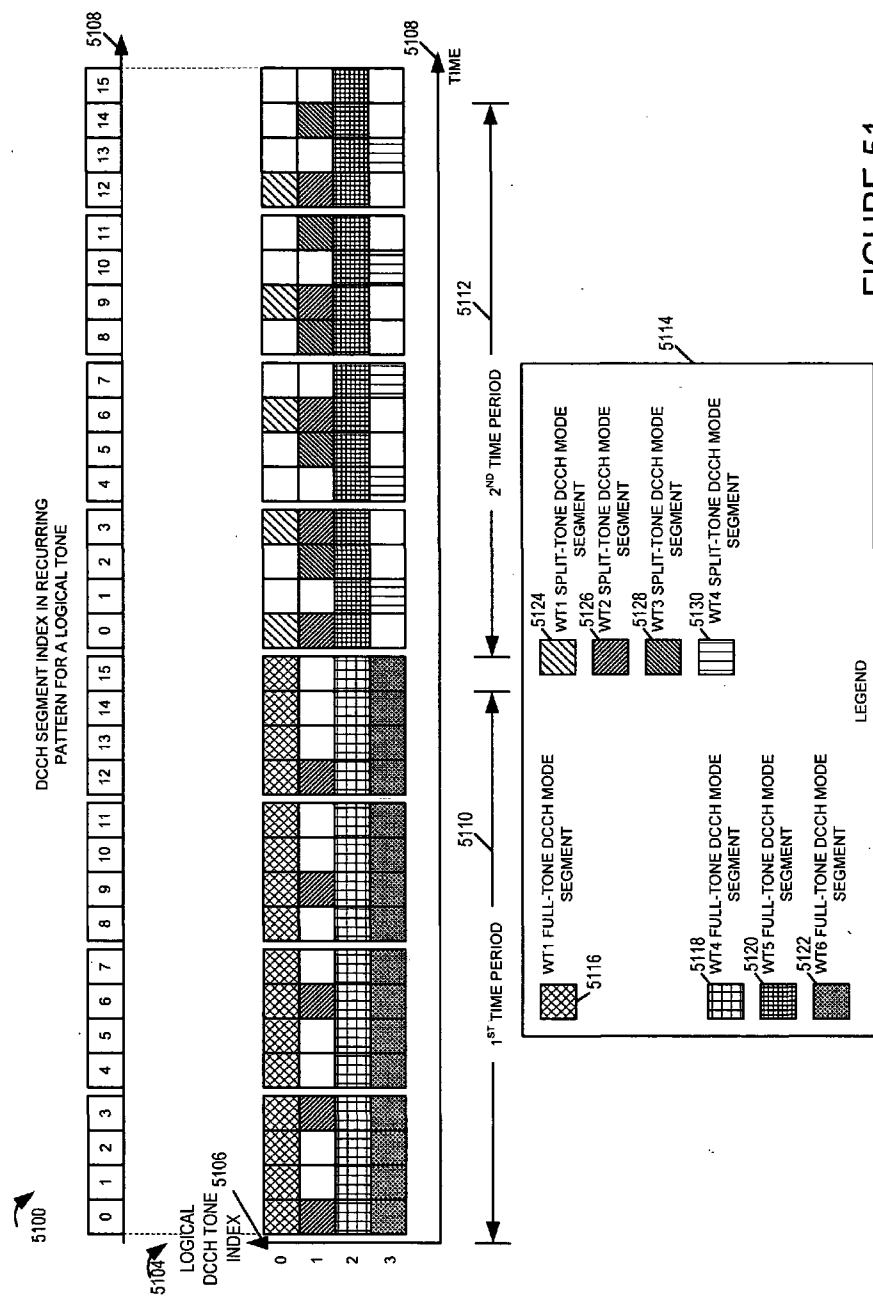 DCCH SEGMENT INDEX IN RECURRING
PATTERN FOR A LOGICAL TONE
5100
5108
0 1 2 3 4 5 6 7 8 9 10 11 12 13 14 15 0 1 2 3 4 5 6 7 8 9 10 11 12 13 14 15
5104
LOGICAL
DCCH TONE
INDEX
5106
0
1
2
3
5108
TIME
1ST TIME PERIOD
5110
2ND TIME PERIOD
5112
5114
5116
WT1 FULL-TONE DCCH MODE
SEGMENT
5118
WT4 FULL-TONE DCCH MODE
SEGMENT
5120
WT5 FULL-TONE DCCH MODE
SEGMENT
5122
WT6 FULL-TONE DCCH MODE
SEGMENT
5124
WT1 SPLIT-TONE DCCH MODE
SEGMENT
5126
WT2 SPLIT-TONE DCCH MODE
SEGMENT
5128
WT3 SPLIT-TONE DCCH MODE
SEGMENT
5130
WT4 SPLIT-TONE DCCH MODE
SEGMENT
LEGEND
FIGURE 51